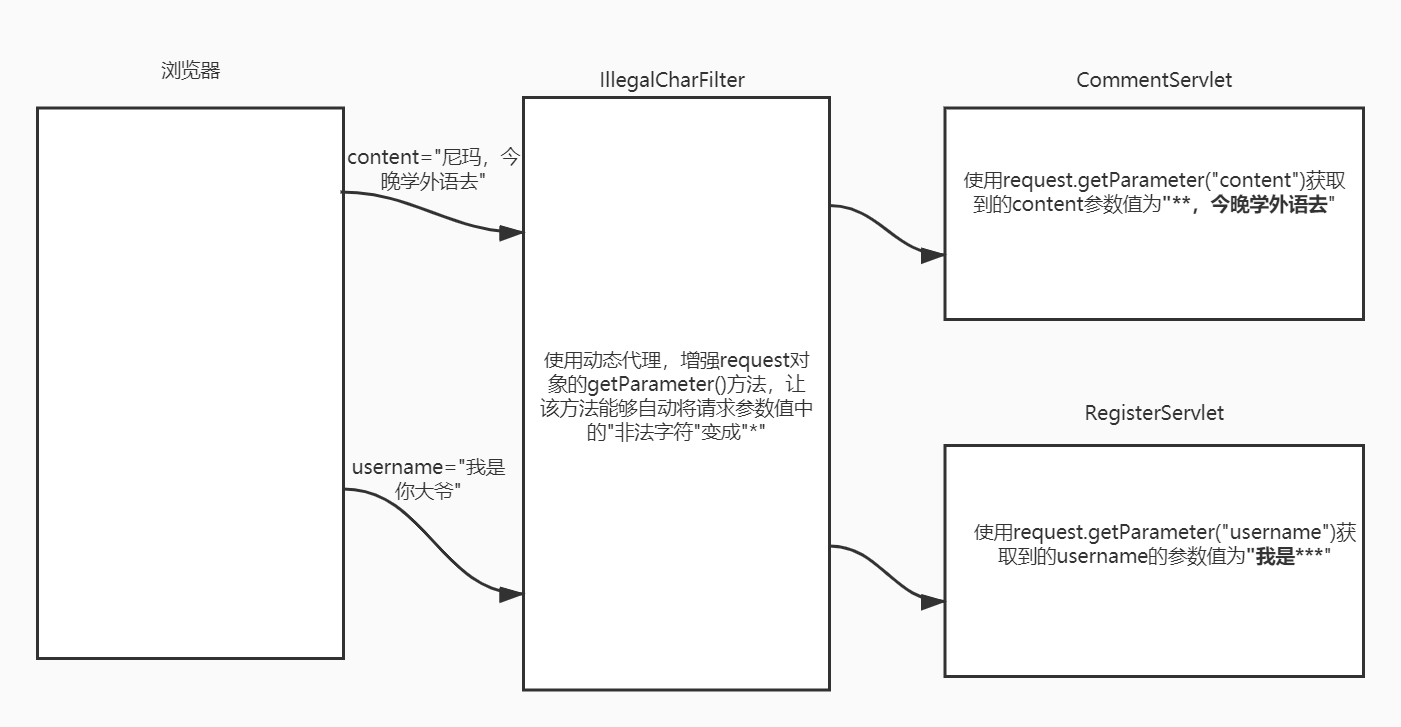 浏览器
IllegalCharFilter
CommentServlet
content="尼玛，今
晚学外语去"
使用request.getParameter("content")获取
到的content参数值为"**，今晚学外语去"
使用动态代理，增强request对
象的getParameter()方法，让
该方法能够自动将请求参数值中
的"非法字符"变成"*"
RegisterServlet
username="我是
你大爷"
使用request.getParameter("username")获
取到的username的参数值为"我是***"